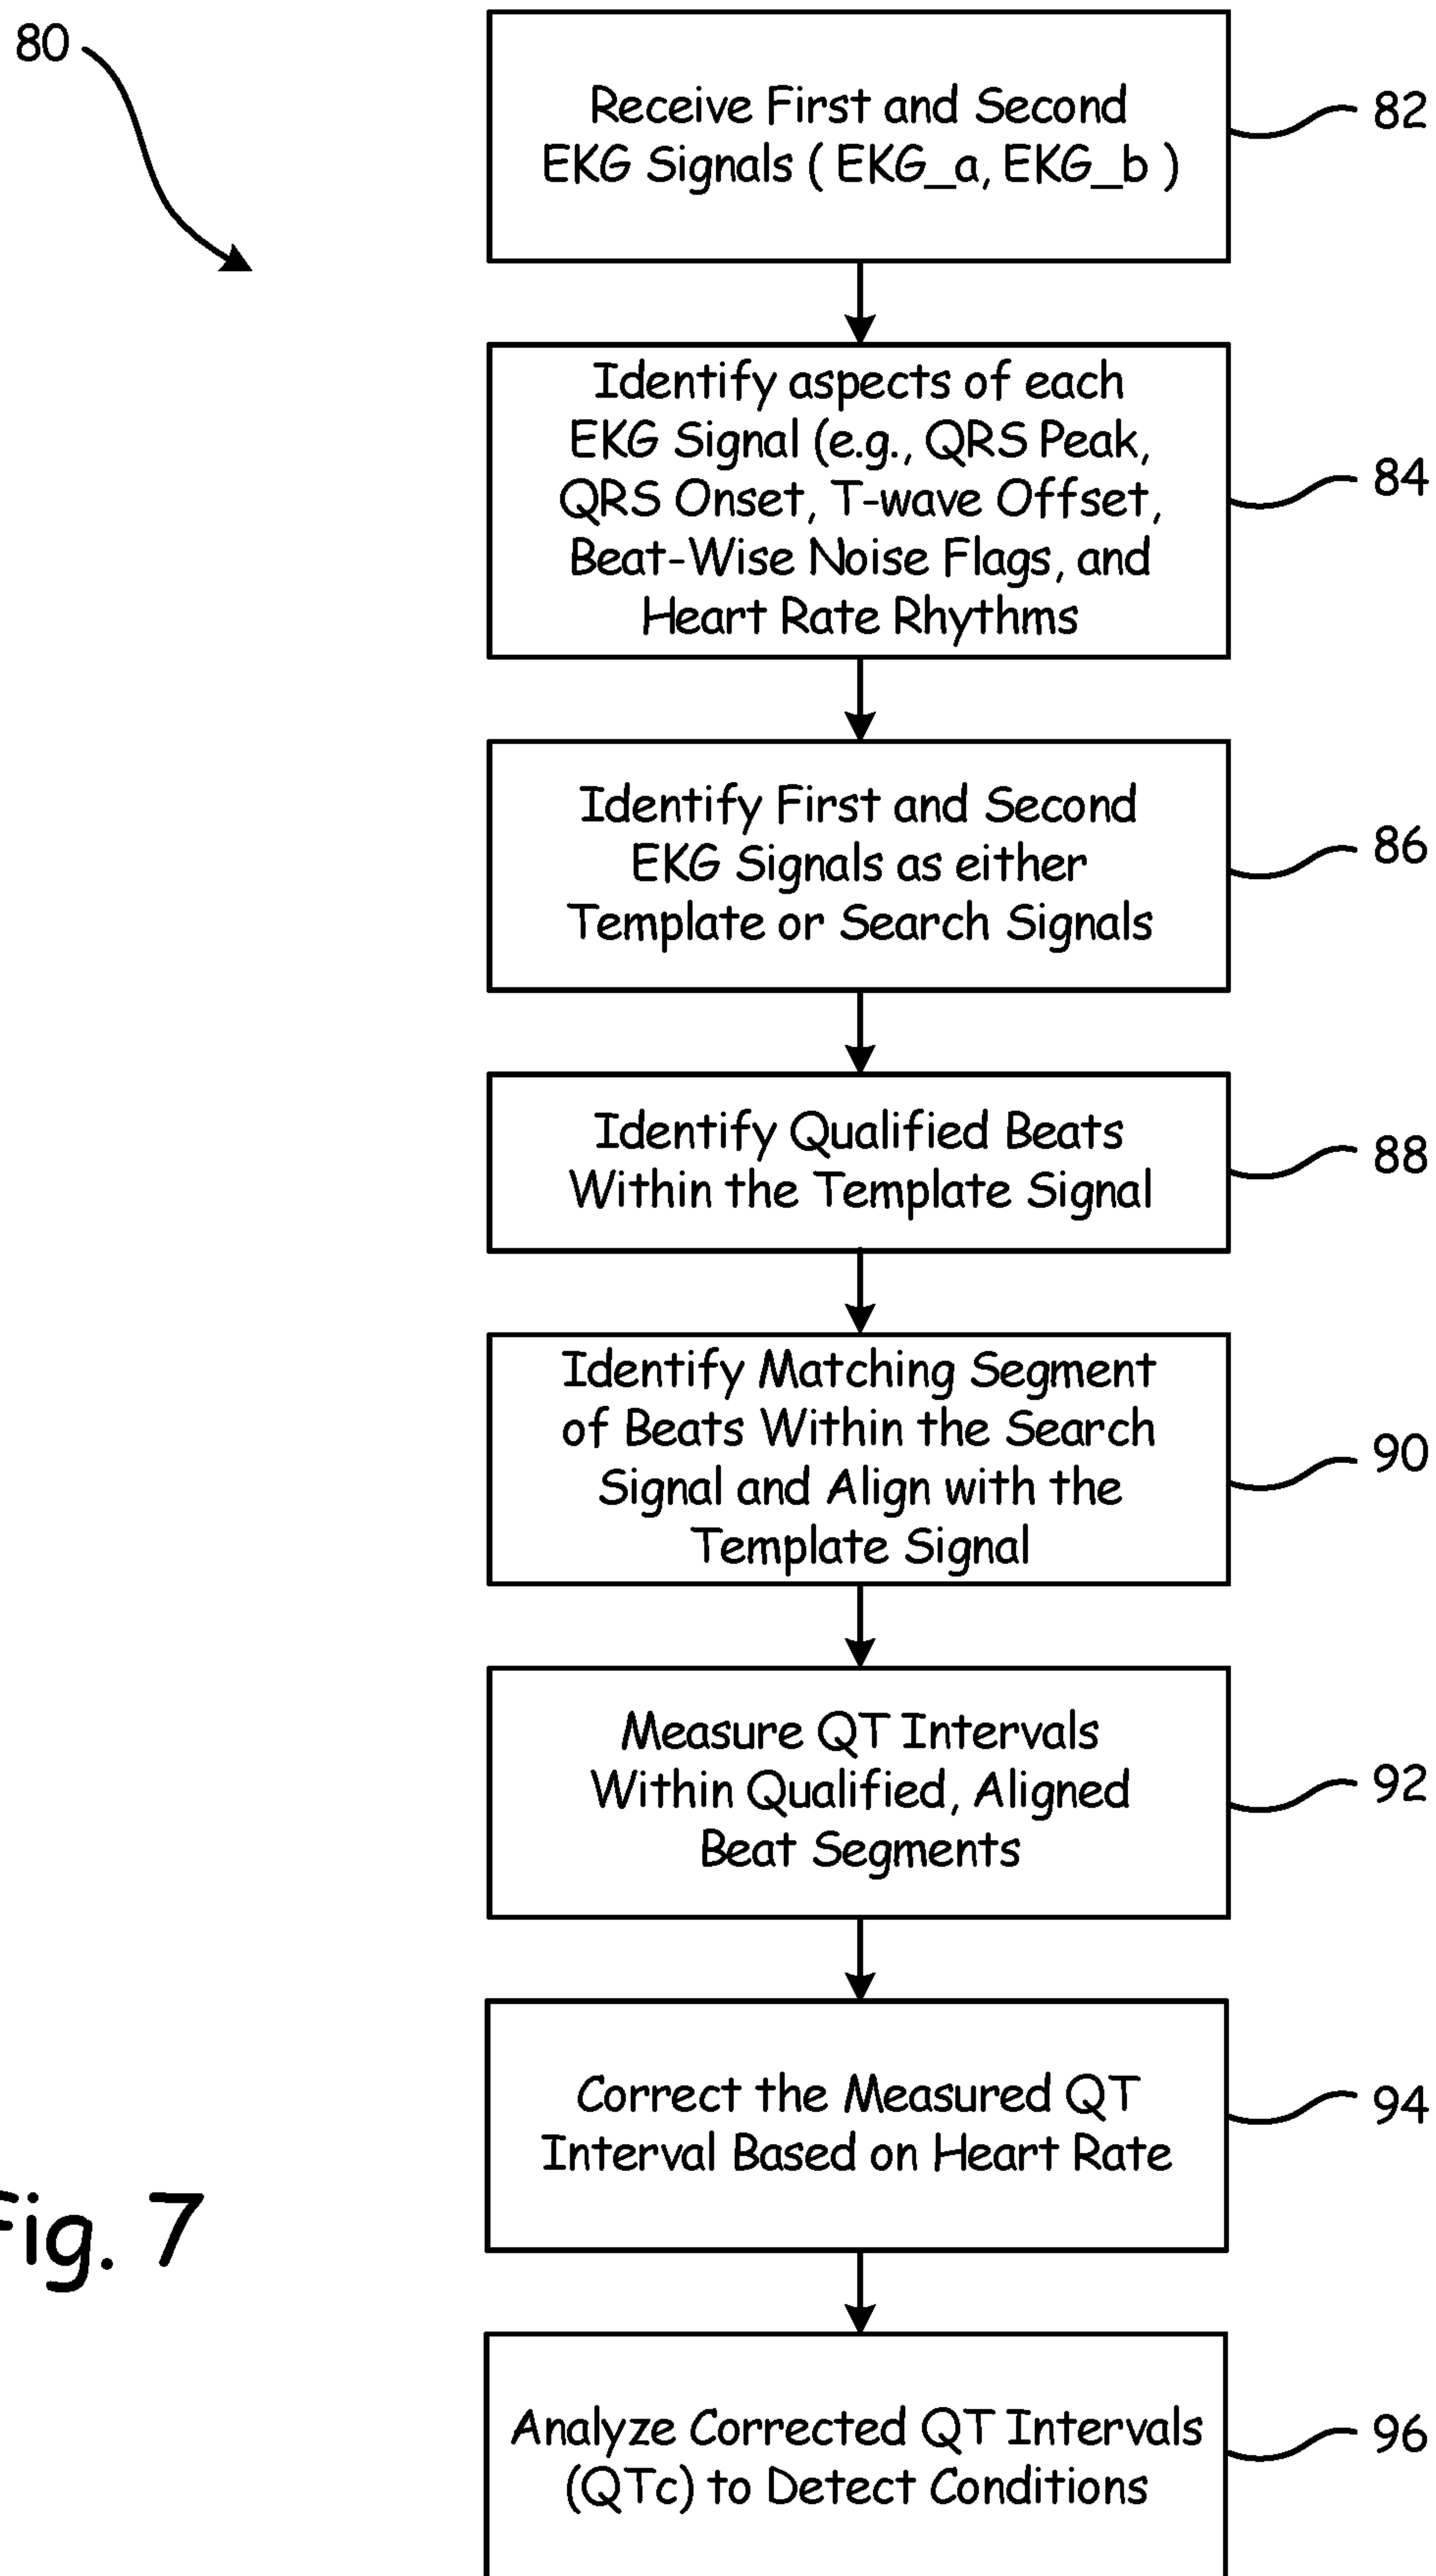 80
Receive First and Second
EKG Signals ( EKG_a, EKG_b )
82
Identify aspects of each
EKG Signal (e.g., QRS Peak,
QRS Onset, T-wave Offset,
Beat-Wise Noise Flags, and
Heart Rate Rhythms
84
Identify First and Second
EKG Signals as either
Template or Search Signals
86
Identify Qualified Beats
Within the Template Signal
88
Identify Matching Segment
of Beats Within the Search
Signal and Align with the
Template Signal
90
Measure QT Intervals
Within Qualified, Aligned
Beat Segments
92
Correct the Measured QT
Interval Based on Heart Rate
94
Fig. 7
Analyze Corrected QT Intervals
(QTc) to Detect Conditions
96